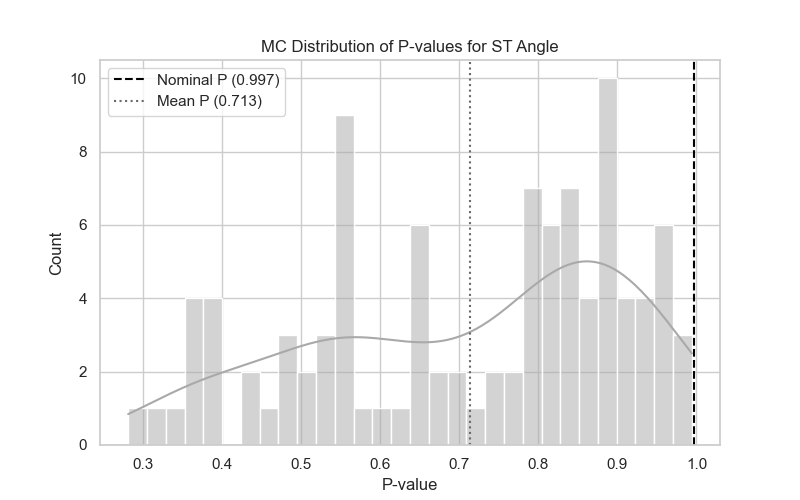 MC Distribution of P-values for ST Angle
Nominal P (0.997)
Mean P (0.713)
10
8
6
4
2
0
Count
0.3 0.4 0.5 0.6 0.7 0.8 0.9 1.0
P-value